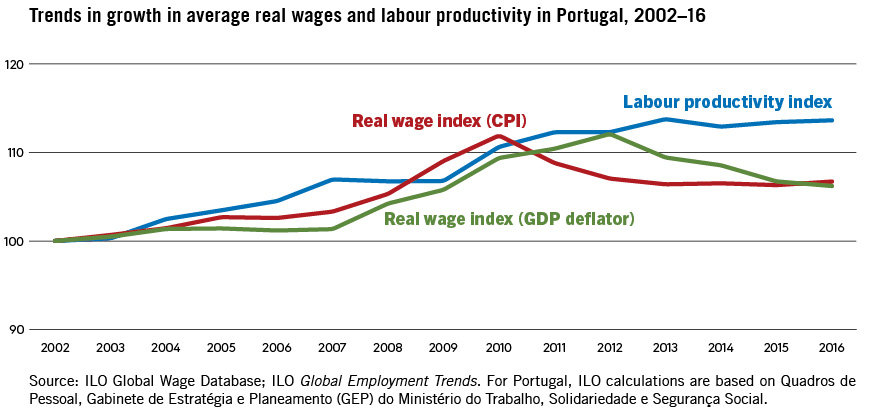 Trends in growth in average real wages and labour productivity in Portugal, 2002–16
120
Labour productivity index
Real wage index (CPI)
110
Real wage index (GDP deflator)
100
90
2002 2003 2004 2005 2006 2007 2008 2009 2010 2011 2012 2013 2014 2015 2016
Source: ILO Global Wage Database; ILO Global Employment Trends. For Portugal, ILO calculations are based on Quadros de
Pessoal, Gabinete de Estratégia e Planeamento (GEP) do Ministério do Trabalho, Solidariedade e Segurança Social.